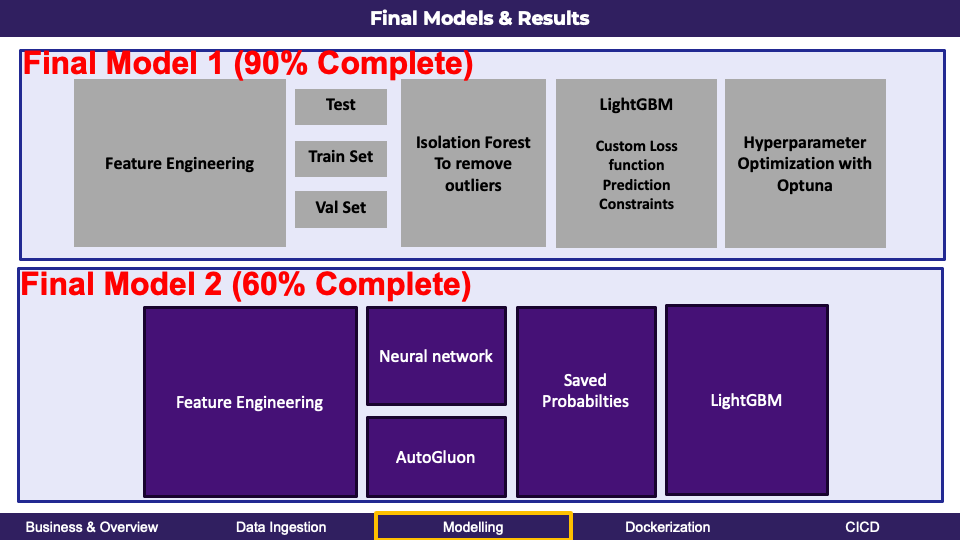 Final Models & Results
Final Model 1 (90% Complete)
Feature Engineering
Test
Train Set
Val Set
Isolation Forest
To remove
outliers
LightGBM
Custom Loss
function
Prediction
Constraints
Hyperparameter
Optimization with
Optuna
Final Model 2 (60% Complete)
Feature Engineering
Neural network
AutoGluon
Saved
Probabilties
LightGBM
Business & Overview
Data Ingestion
Modelling
Dockerization
CICD